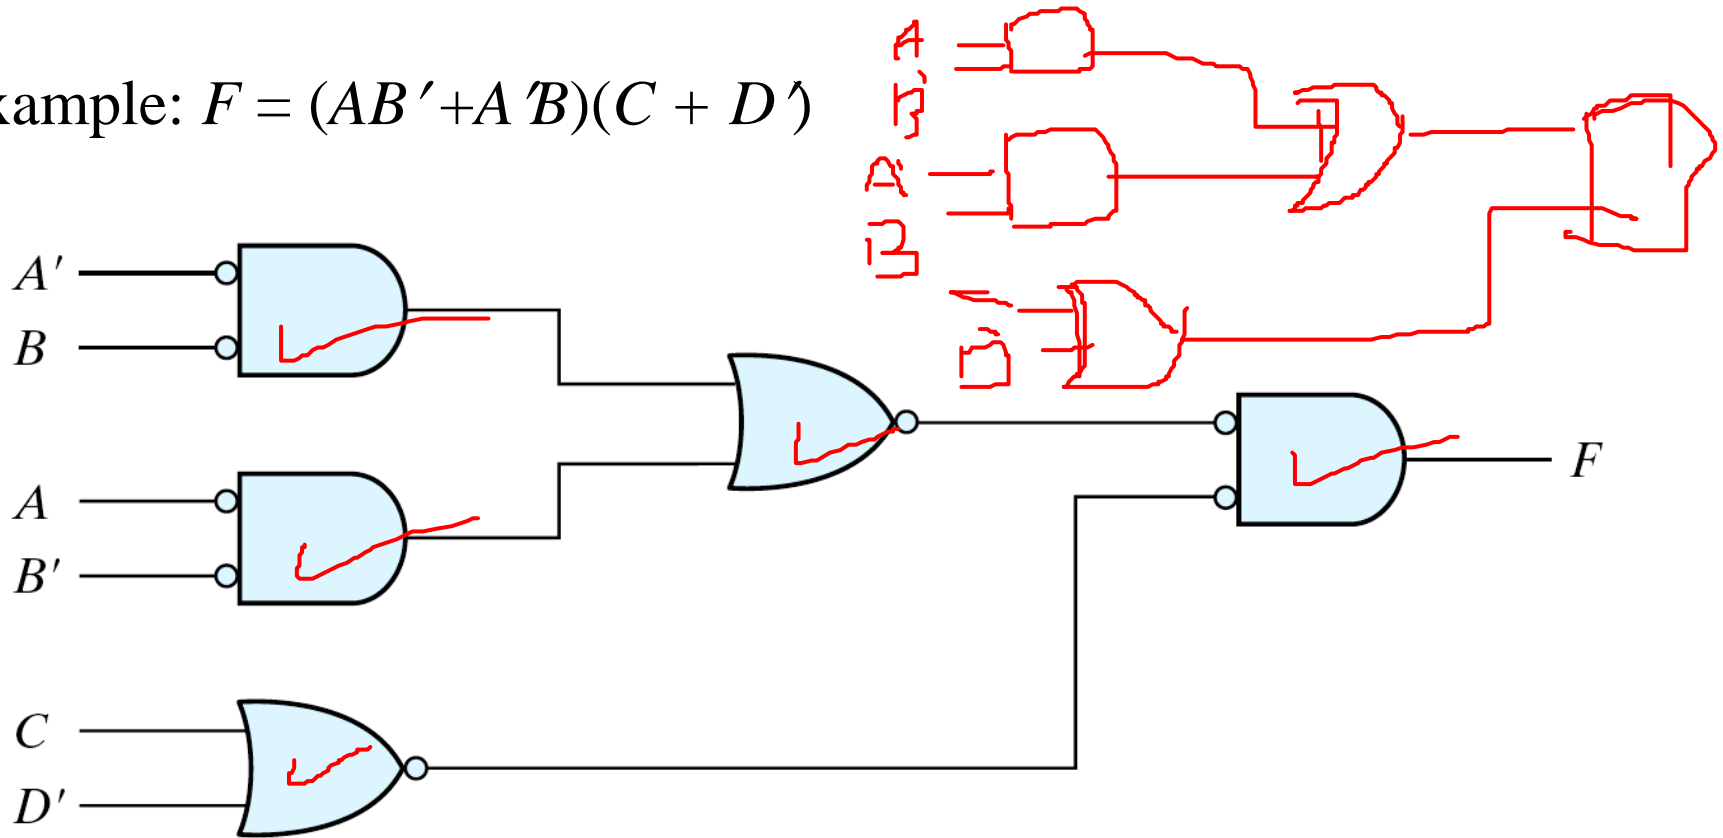 xample: F = (AB′+A′B)(C + D′)
A
B′
A′
B
D′
A′
B
A
B′
C
D′
F